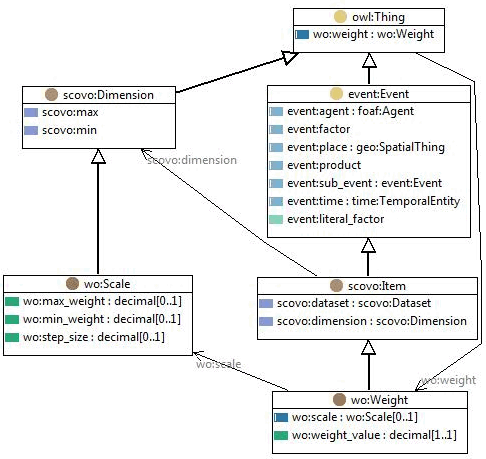 owl:Thing
wo:weight : wo:Weight
scovo:Dimension
scovo:max
scovo:min
event:Event
event:agent : foaf:Agent
event:factor
event:place : geo:SpatialThing
event:product
event:sub_event : event:Event
event:time : time:TemporalEntity
event:literal_factor
scovo:dimension
wo:Scale
wo:max_weight : decimal[0..1]
wo:min_weight : decimal[0..1]
wo:step_size : decimal[0..1]
scovo:Item
scovo:dataset : scovo:Dataset
scovo:dimension : scovo:Dimension
wo:scale
wo:weight
wo:Weight
wo:scale : wo:Scale[0..1]
wo:weight_value : decimal[1..1]